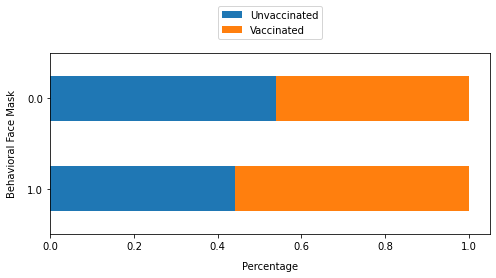 Unvaccinated
Vaccinated
Behavioral Face Mask
0.0
1.0
0.0 0.2 0.4 0.6 0.8 1.0
Percentage